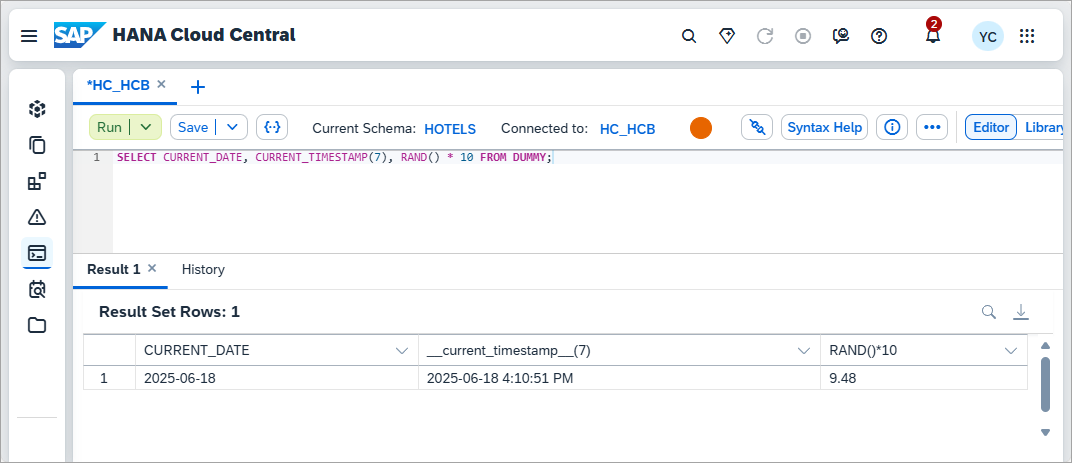 SAP HANA Cloud Central 2 YC
*HC_HCB
Run Save Current Schema: HOTELS Connected to: HC_HCB Syntax Help Editor Library
1 SELECT CURRENT_DATE, CURRENT_TIMESTAMP(7), RAND() * 10 FROM DUMMY;
Result 1 History
Result Set Rows: 1
CURRENT_DATE __current_timestamp__(7) RAND()*10
1 2025-06-18 2025-06-18 4:10:51 PM 9.48